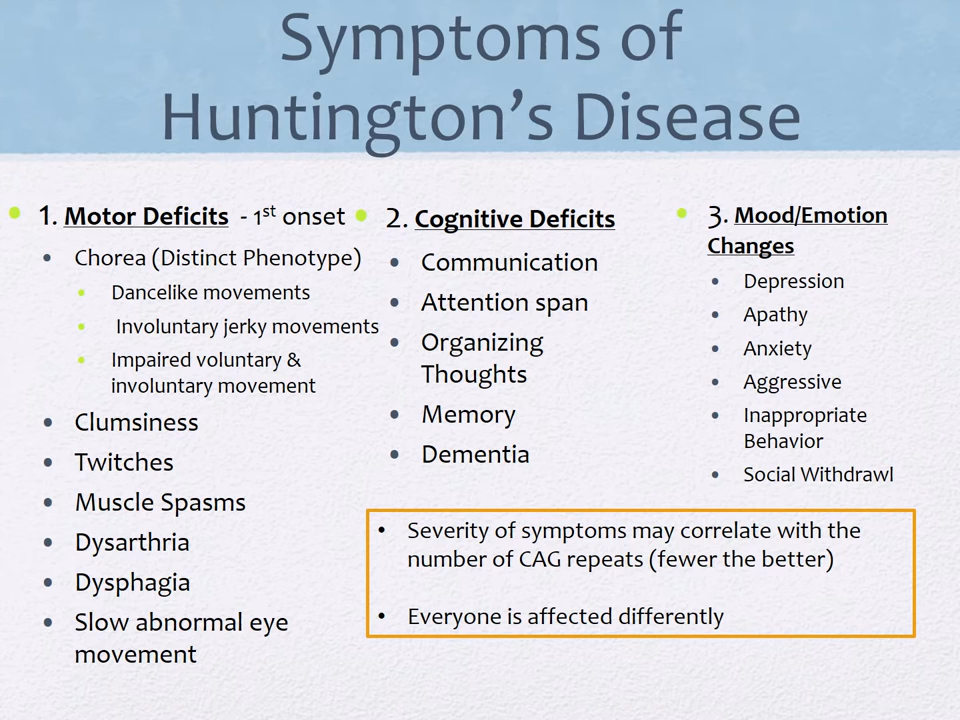 Symptoms of
Huntington's Disease
• 1. Motor Deficits - 1st onset
• Chorea (Distinct Phenotype)
• Dancelike movements
• Involuntary jerky movements
• Impaired voluntary &
involuntary movement
• Clumsiness
• Twitches
• Muscle Spasms
• Dysarthria
• Dysphagia
• Slow abnormal eye
movement
• 2. Cognitive Deficits
• Communication
• Attention span
• Organizing
Thoughts
• Memory
• Dementia
• 3. Mood/Emotion
Changes
• Depression
• Apathy
• Anxiety
• Aggressive
• Inappropriate
Behavior
• Social Withdrawl
• Severity of symptoms may correlate with the
number of CAG repeats (fewer the better)
• Everyone is affected differently